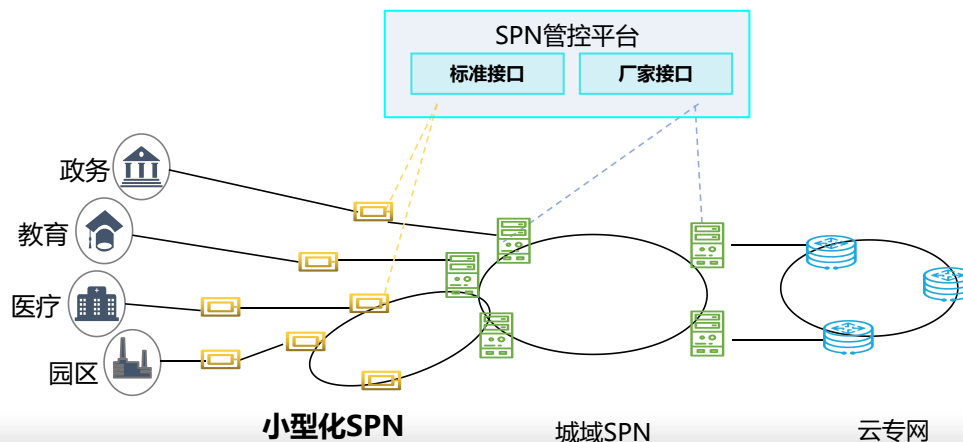 SPN管控平台
标准接口
厂家接口
政务
教育
医疗
园区
小型化SPN
城域SPN
云专网